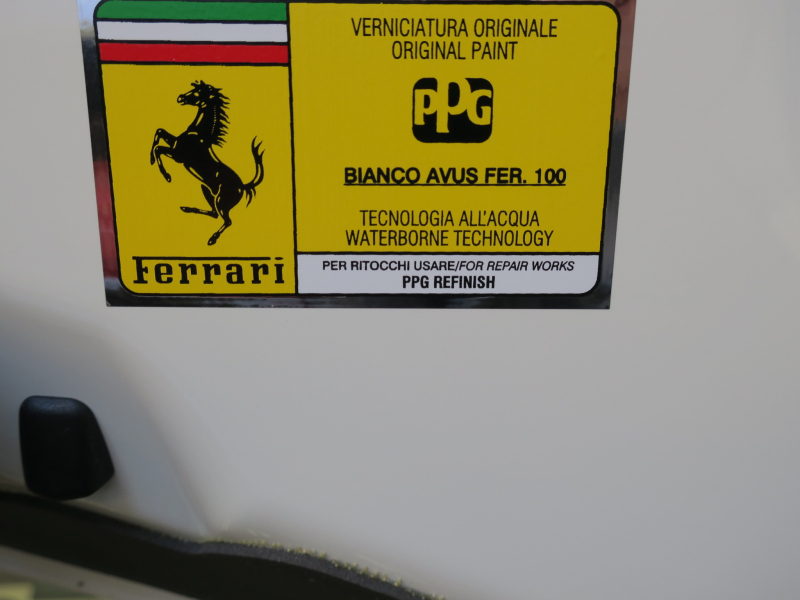 VERNICIATURA ORIGINALE
ORIGINAL PAINT
PPG
BIANCO AVUS FER. 100
TECNOLOGIA ALL'ACQUA
WATERBORNE TECHNOLOGY
Ferrari
PER RITOCCHI USARE/FOR REPAIR WORKS
PPG REFINISH